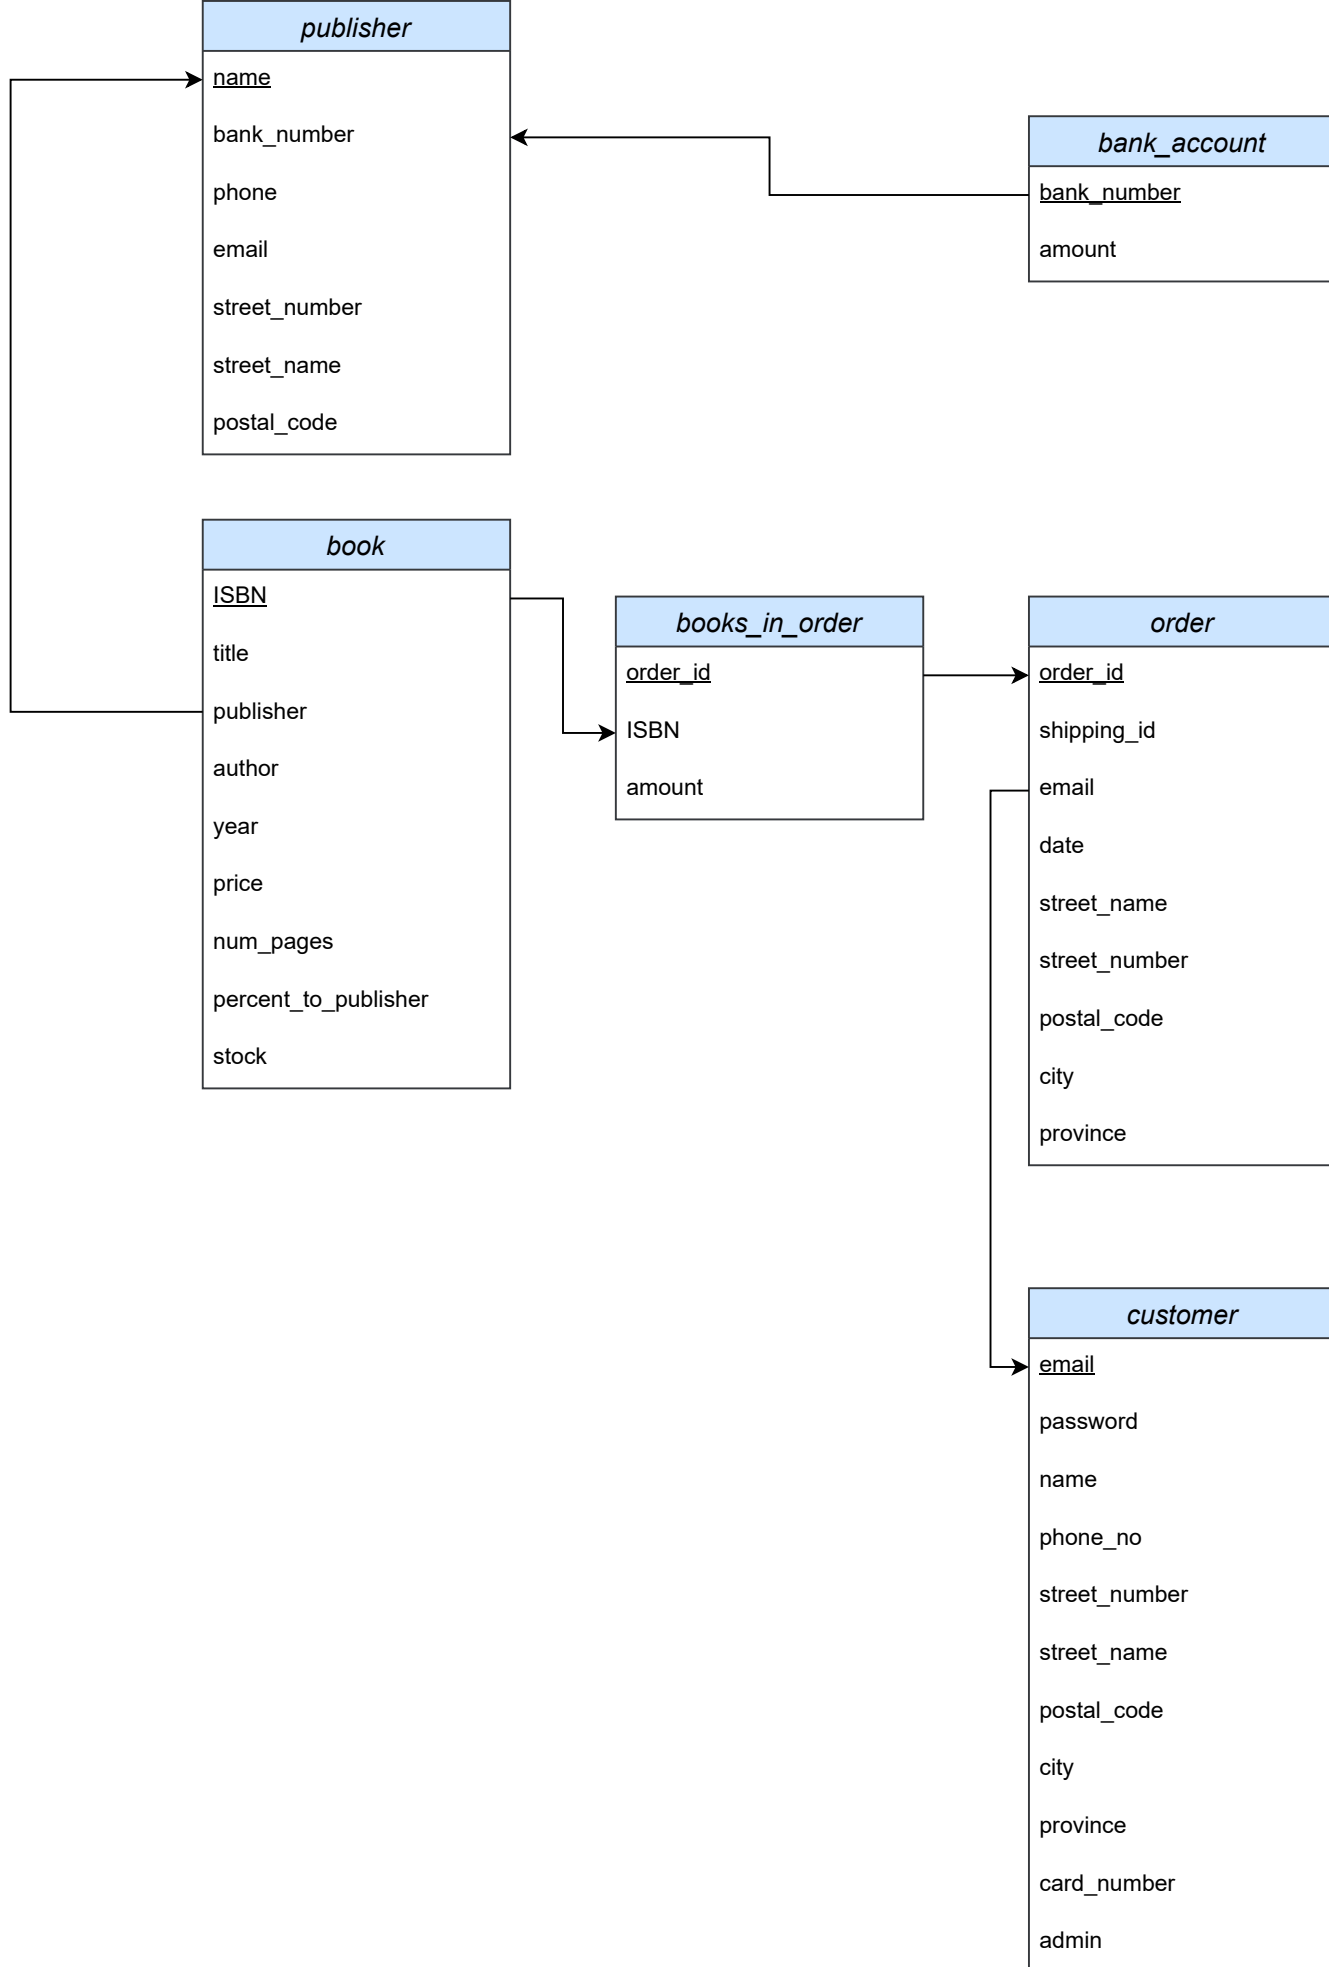 publisher
name
bank_number
phone
email
street_number
street_name
postal_code
bank_account
bank_number
amount
book
ISBN
title
publisher
author
year
price
num_pages
percent_to_publisher
stock
books_in_order
order_id
ISBN
amount
order
order_id
shipping_id
email
date
street_name
street_number
postal_code
city
province
customer
email
password
name
phone_no
street_number
street_name
postal_code
city
province
card_number
admin